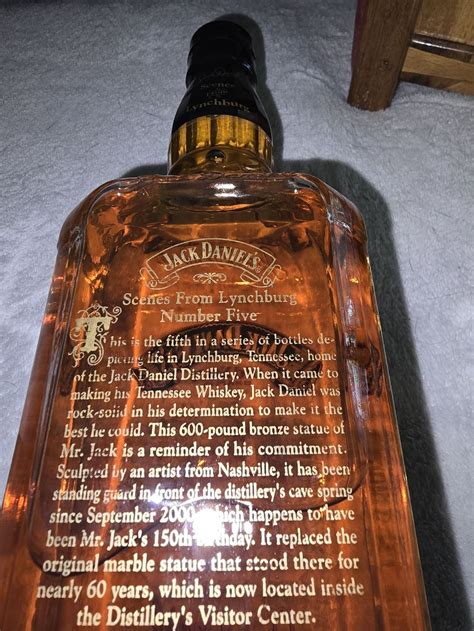 Scenes
From
Lynchburg
JACK DANIEL'S
Scenes From Lynchburg
Number Five
This is the fifth in a series of bottles de-
picting life in Lynchburg, Tennessee, home
of the Jack Daniel Distillery. When it came to
making his Tennessee Whiskey, Jack Daniel was
rock-solid in his determination to make it the
best he could. This 600-pound bronze statue of
Mr. Jack is a reminder of his commitment.
Sculpted by an artist from Nashville, it has been
standing guard in front of the distillery's cave spring
since September 2000, which happens to have
been Mr. Jack's 150th birthday. It replaced the
original marble statue that stood there for
nearly 60 years, which is now located inside
the Distillery's Visitor Center.